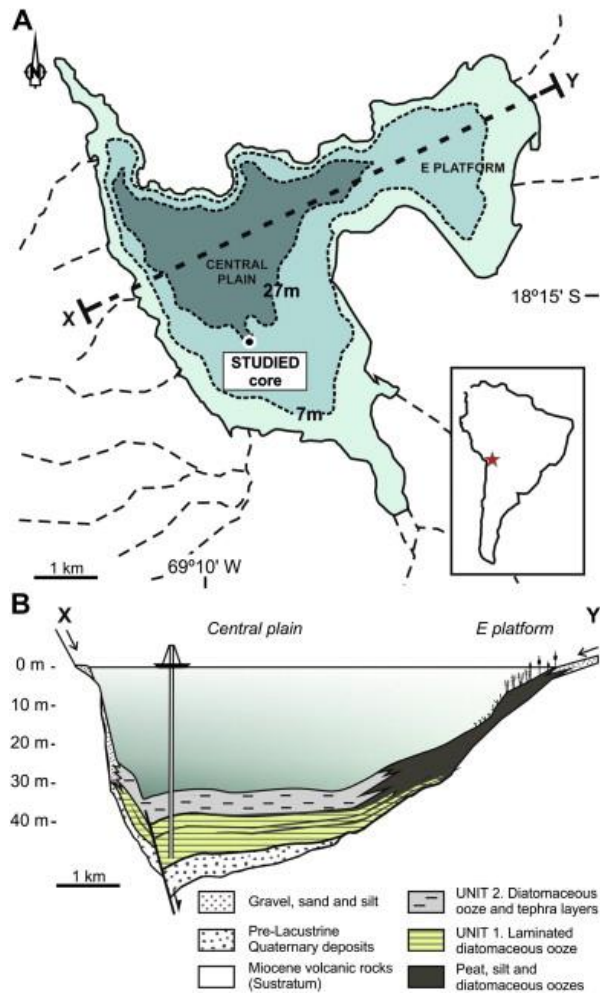 A
N
Y
E PLATFORM
CENTRAL
PLAIN
27m
X
18º15' S
STUDIED
core
7m
69º10' W
1 km
B
X
Central plain
E platform
Y
0 m
10 m
20 m
30 m
40 m
1 km
Gravel, sand and silt
Pre-Lacustrine
Quaternary deposits
Miocene volcanic rocks
(Sustratum)
UNIT 2. Diatomaceous
ooze and tephra layers
UNIT 1. Laminated
diatomaceous ooze
Peat, silt and
diatomaceous oozes